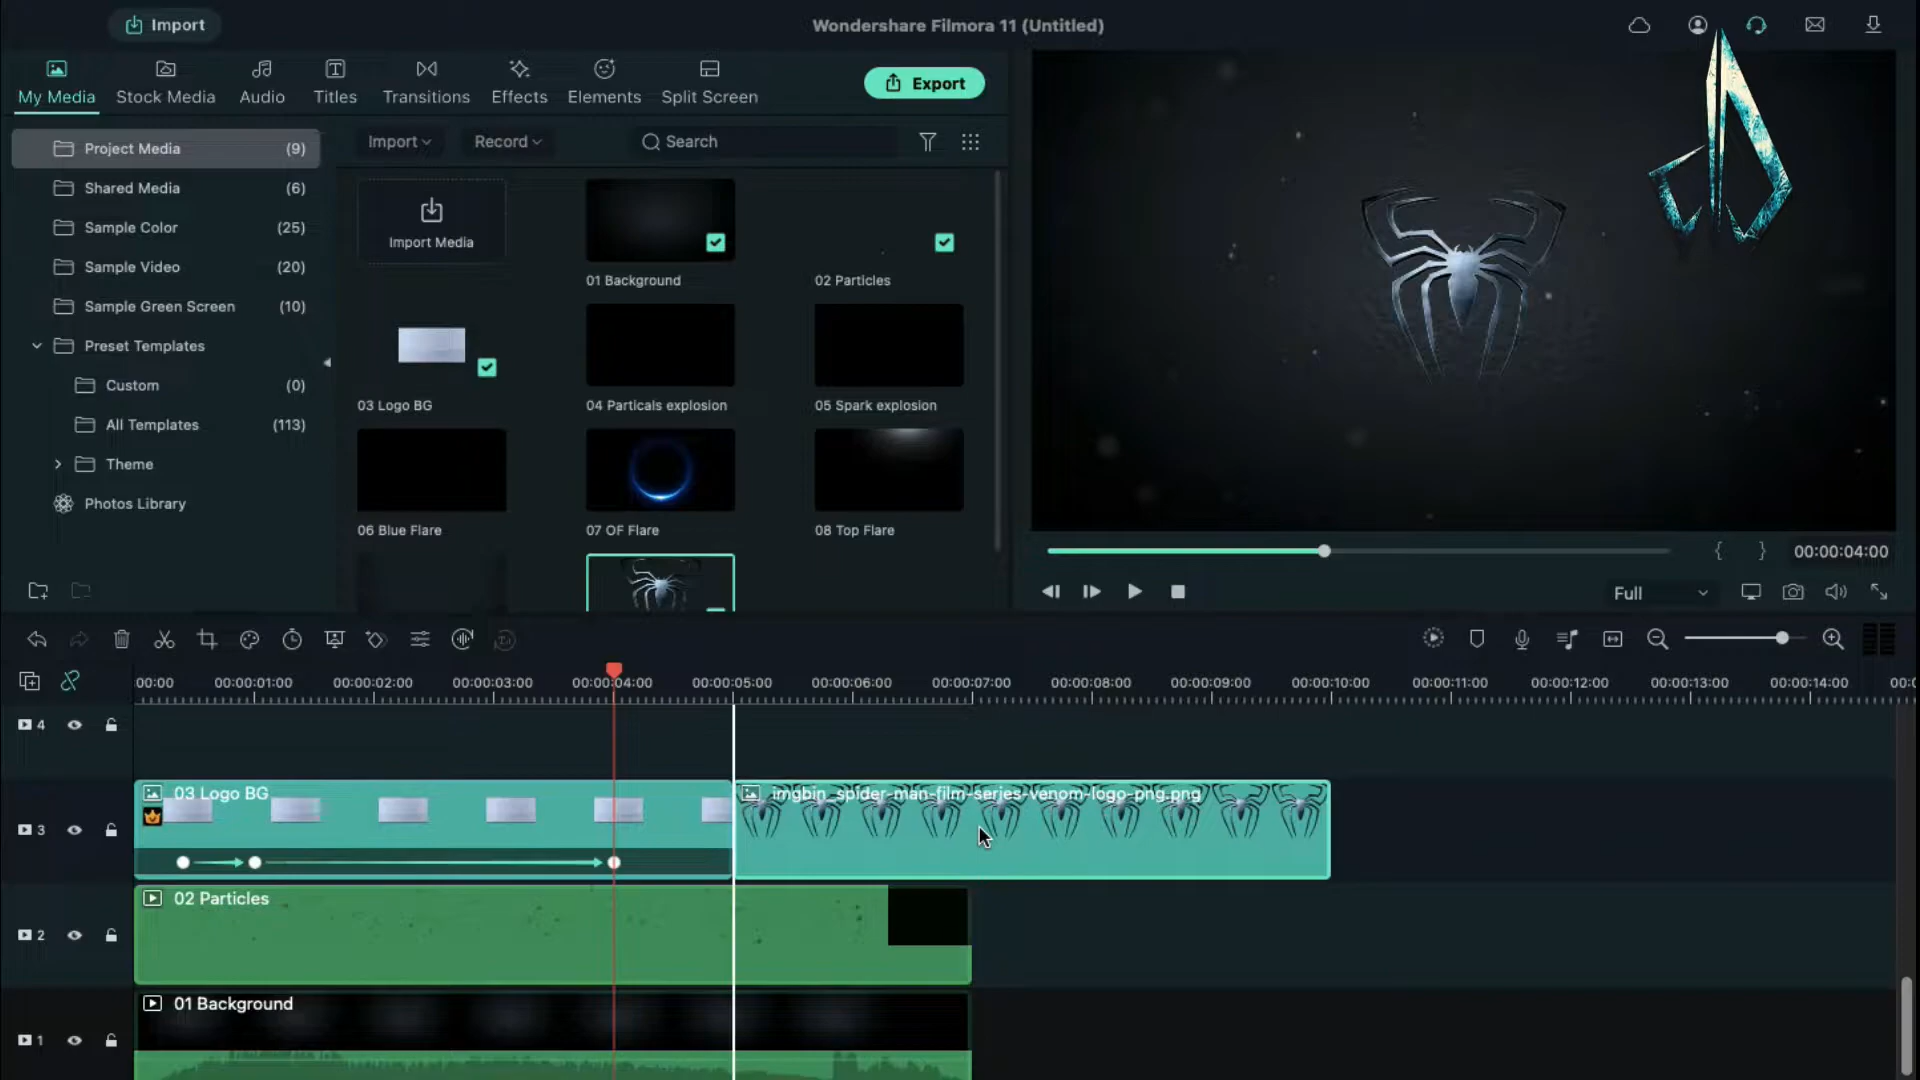 Import
Wondershare Filmora 11 (Untitled)
My Media
Stock Media
Audio
Titles
Transitions
Effects
Elements
Split Screen
Export
Project Media (9)
Shared Media (6)
Sample Color (25)
Sample Video (20)
Sample Green Screen (10)
Preset Templates
Custom (0)
All Templates (113)
Theme
Photos Library
Import
Record
Search
Import Media
01 Background
02 Particles
03 Logo BG
04 Particals explosion
05 Spark explosion
06 Blue Flare
07 OF Flare
08 Top Flare
{ }
00:00:04:00
Full
00:00
00:00:01:00
00:00:02:00
00:00:03:00
00:00:04:00
00:00:05:00
00:00:06:00
00:00:07:00
00:00:08:00
00:00:09:00
00:00:10:00
00:00:11:00
00:00:12:00
00:00:13:00
00:00:14:00
00:0
4
03 Logo BG
imgbin_spider-man-film-series-venom-logo-png.png
3
02 Particles
2
01 Background
1